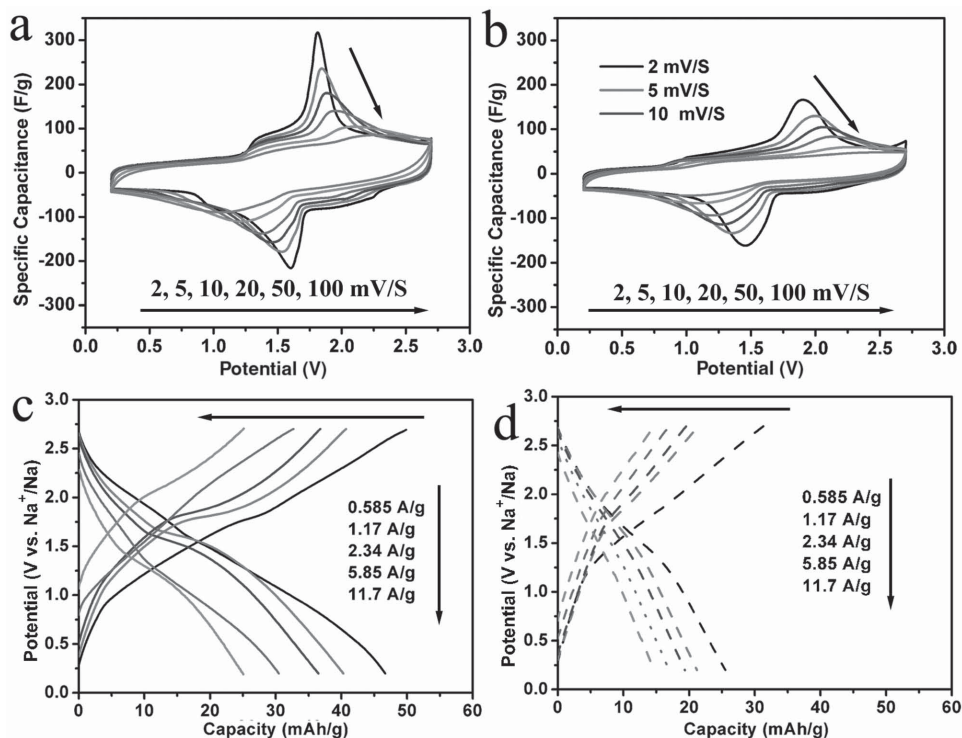 a
300
200
100
0
-100
-200
-300
Specific Capacitance (F/g)
2, 5, 10, 20, 50, 100 mV/S
0.0 0.5 1.0 1.5 2.0 2.5 3.0
Potential (V)
b
300
200
100
0
-100
-200
-300
Specific Capacitance (F/g)
2 mV/S
5 mV/S
10 mV/S
2, 5, 10, 20, 50, 100 mV/S
0.0 0.5 1.0 1.5 2.0 2.5 3.0
Potential (V)
c
3.0
2.5
2.0
1.5
1.0
0.5
0.0
Potential (V vs. Na+/Na)
0.585 A/g
1.17 A/g
2.34 A/g
5.85 A/g
11.7 A/g
0 10 20 30 40 50 60
Capacity (mAh/g)
d
3.0
2.5
2.0
1.5
1.0
0.5
0.0
Potential (V vs. Na+/Na)
0.585 A/g
1.17 A/g
2.34 A/g
5.85 A/g
11.7 A/g
0 10 20 30 40 50 60
Capacity (mAh/g)